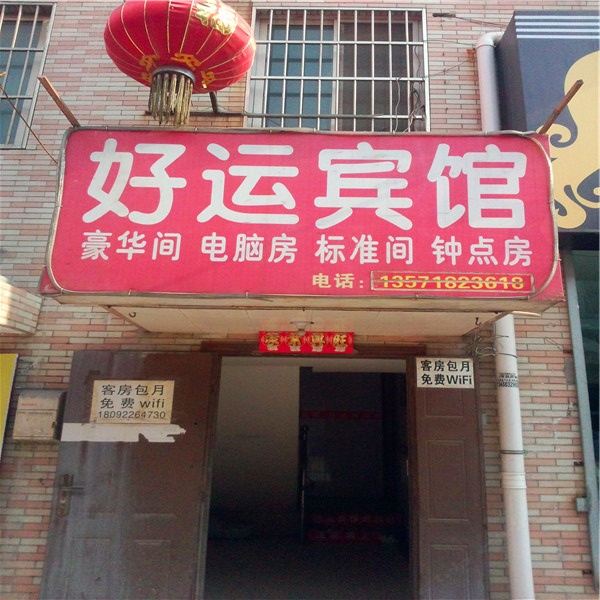 好运宾馆
豪华间 电脑房 标准间 钟点房
电话：13571823618
客房包月
免费wifi
18092264730
客房包月
免费WiFi